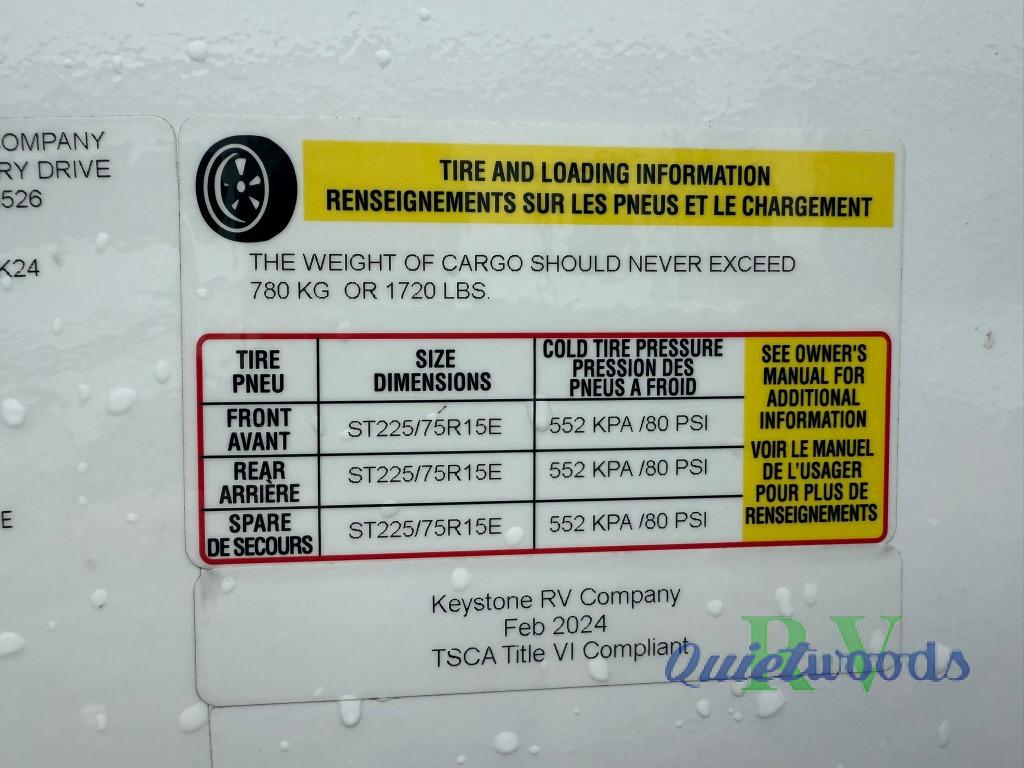 OMPANY
RY DRIVE
526
K24
E
TIRE AND LOADING INFORMATION
RENSEIGNEMENTS SUR LES PNEUS ET LE CHARGEMENT
THE WEIGHT OF CARGO SHOULD NEVER EXCEED
780 KG OR 1720 LBS.
TIRE
PNEU
SIZE
DIMENSIONS
COLD TIRE PRESSURE
PRESSION DES
PNEUS A FROID
FRONT
AVANT
ST225/75R15E
552 KPA /80 PSI
REAR
ARRIÈRE
ST225/75R15E
552 KPA /80 PSI
SPARE
DE SECOURS
ST225/75R15E
552 KPA /80 PSI
SEE OWNER'S
MANUAL FOR
ADDITIONAL
INFORMATION
VOIR LE MANUEL
DE L'USAGER
POUR PLUS DE
RENSEIGNEMENTS
Keystone RV Company
Feb 2024
TSCA Title VI Compliant
RV
Quietwoods